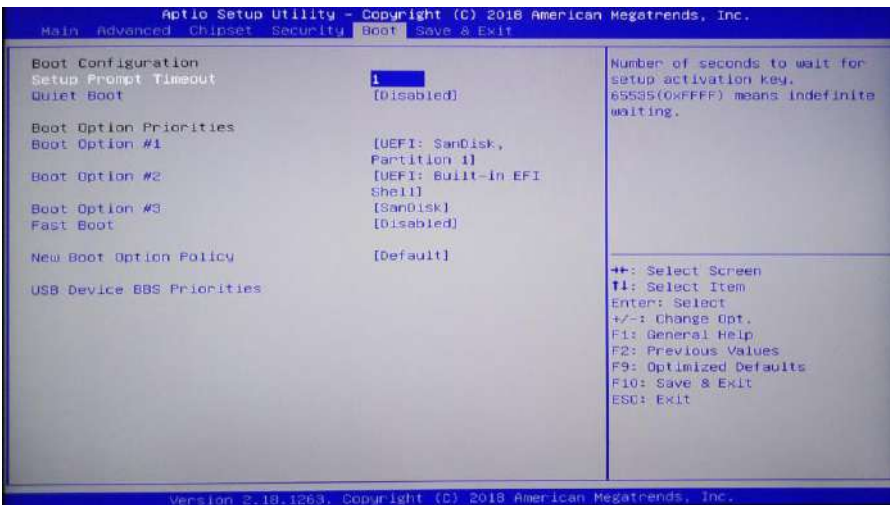 Aptio Setup Utility – Copyright (C) 2018 American Megatrends, Inc.
Main Advanced Chipset Security Boot Save & Exit
Boot Configuration
Setup Prompt Timeout 1
Quiet Boot [Disabled]
Boot Option Priorities
Boot Option #1 [UEFI: SanDisk,
Partition 1]
Boot Option #2 [UEFI: Built-in EFI
Shell]
Boot Option #3 [SanDisk]
Fast Boot [Disabled]
New Boot Option Policy [Default]
USB Device BBS Priorities
Number of seconds to wait for
setup activation key.
65535(0xFFFF) means indefinite
waiting.
→←: Select Screen
↑↓: Select Item
Enter: Select
+/-: Change Opt.
F1: General Help
F2: Previous Values
F9: Optimized Defaults
F10: Save & Exit
ESC: Exit
Version 2.18.1263. Copyright (C) 2018 American Megatrends, Inc.